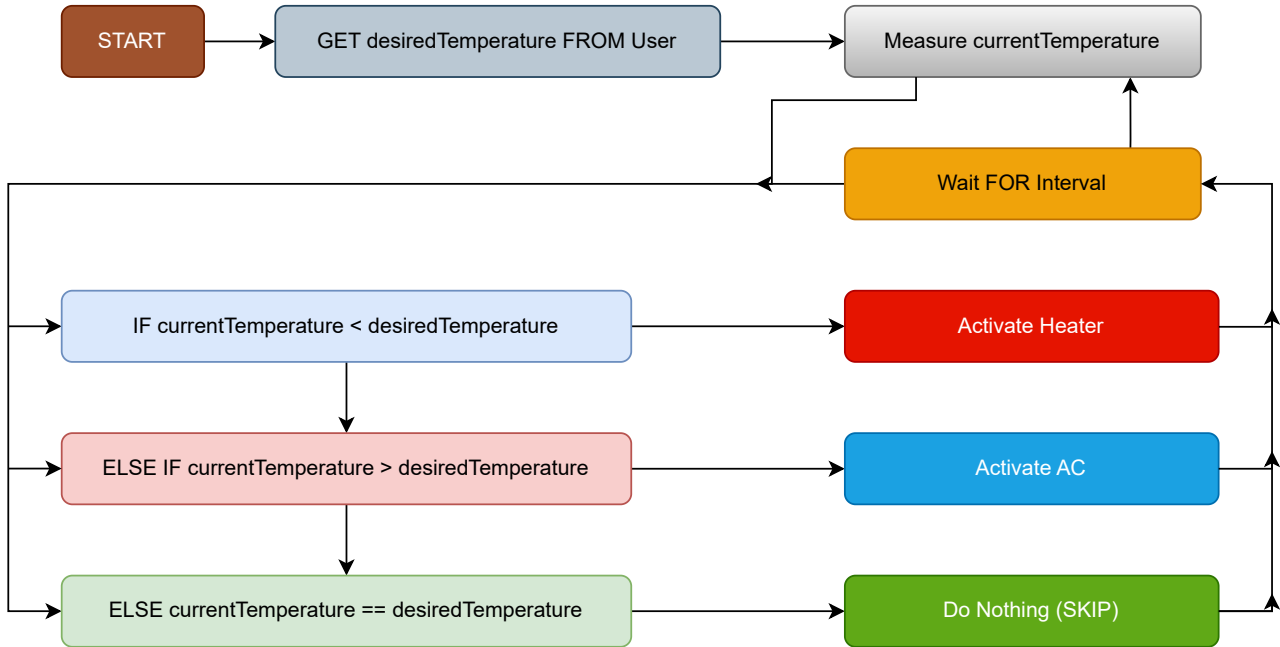 START
GET desiredTemperature FROM User
Measure currentTemperature
Wait FOR Interval
IF currentTemperature < desiredTemperature
Activate Heater
ELSE IF currentTemperature > desiredTemperature
Activate AC
ELSE currentTemperature == desiredTemperature
Do Nothing (SKIP)